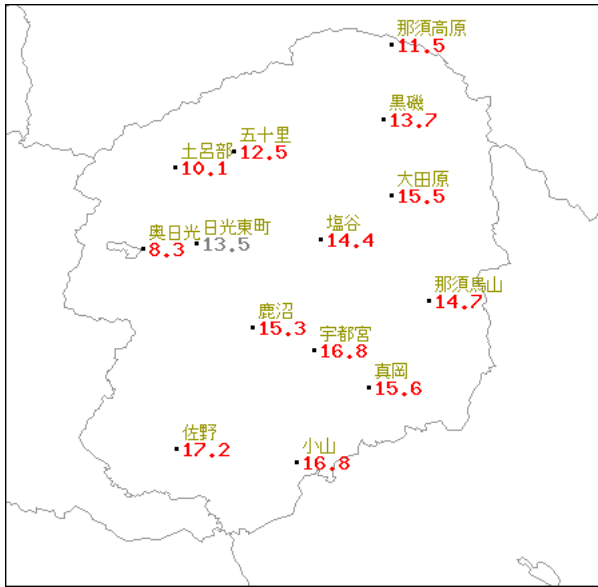 那須高原
11.5
黒磯
13.7
五十里
12.5
土呂部
10.1
大田原
15.5
塩谷
14.4
日光東町
13.5
奥日光
8.3
那須烏山
14.7
鹿沼
15.3
宇都宮
16.8
真岡
15.6
佐野
17.2
小山
16.8